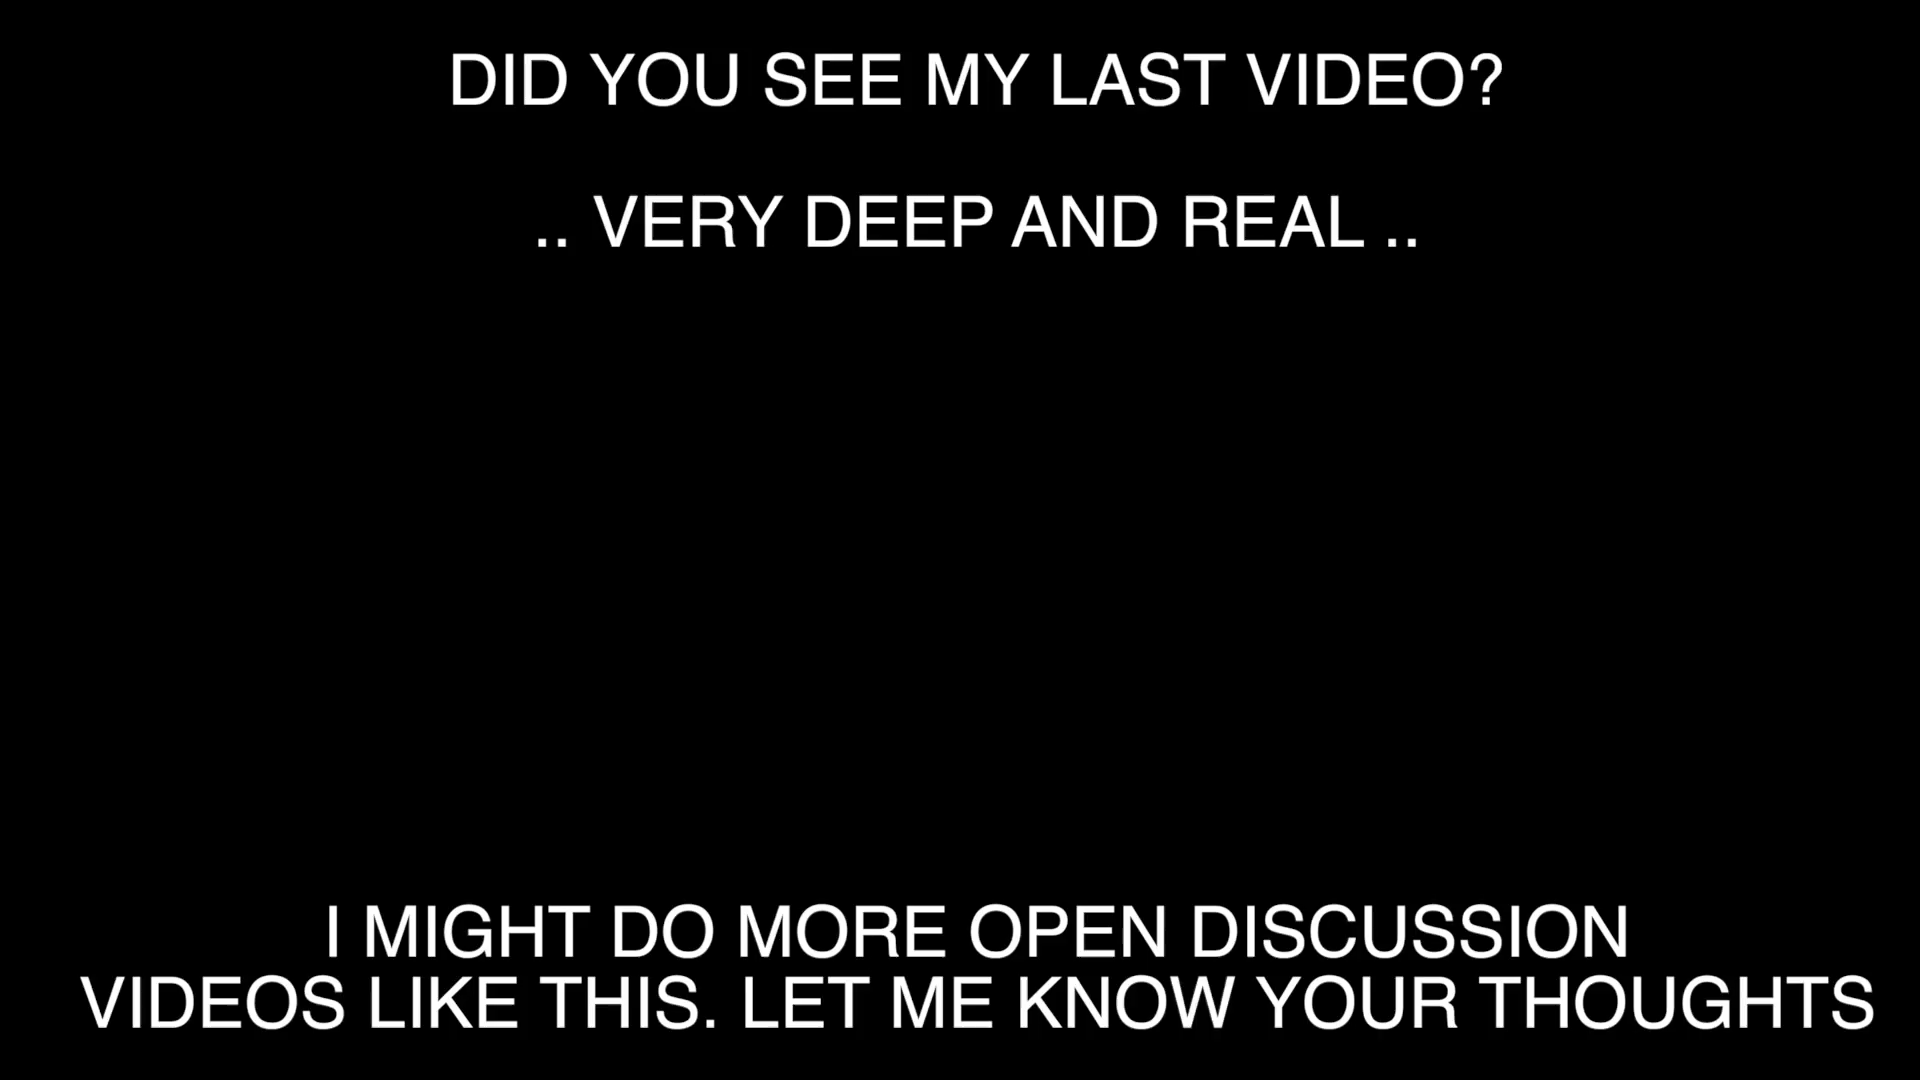 DID YOU SEE MY LAST VIDEO?
.. VERY DEEP AND REAL ..
I MIGHT DO MORE OPEN DISCUSSION
VIDEOS LIKE THIS. LET ME KNOW YOUR THOUGHTS